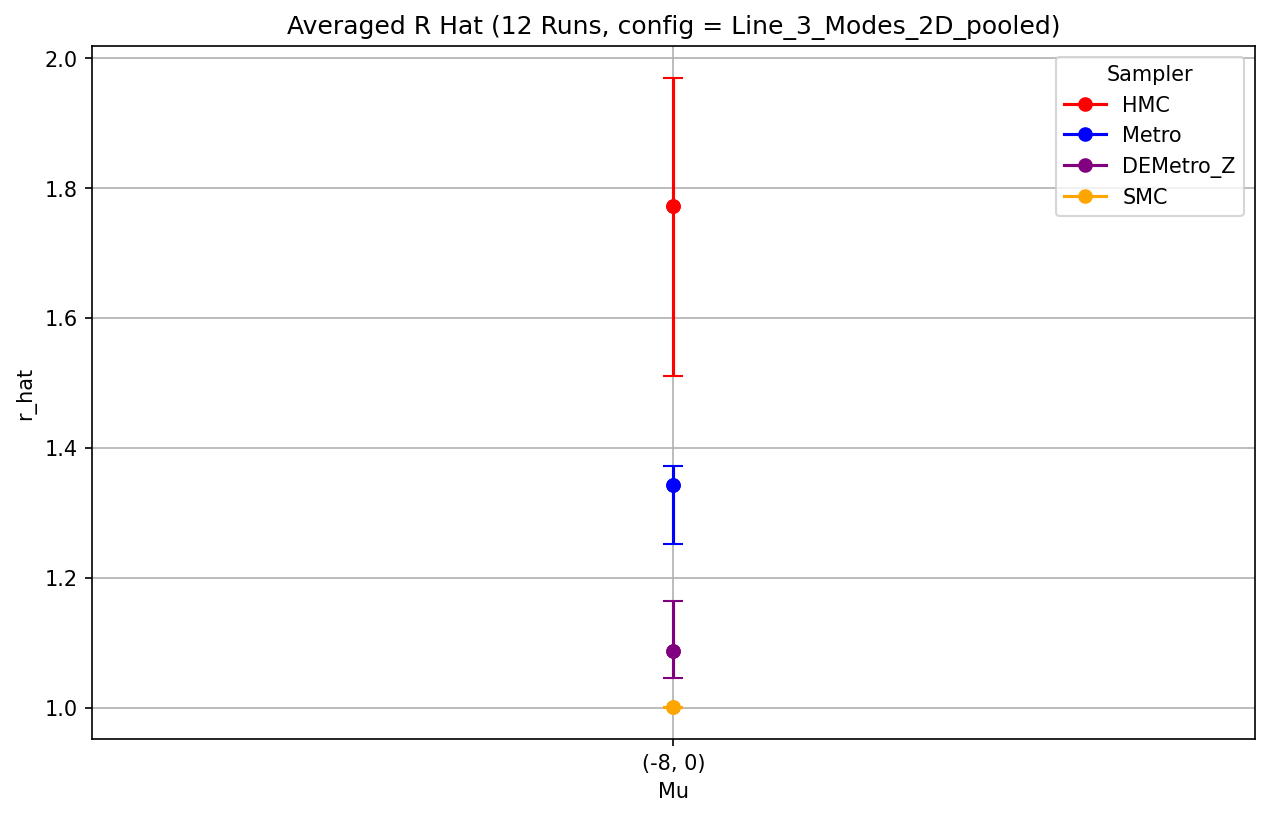 Averaged R Hat (12 Runs, config = Line_3_Modes_2D_pooled)
Sampler
HMC
Metro
DEMetro_Z
SMC
2.0
1.8
1.6
1.4
1.2
1.0
r_hat
(-8, 0)
Mu